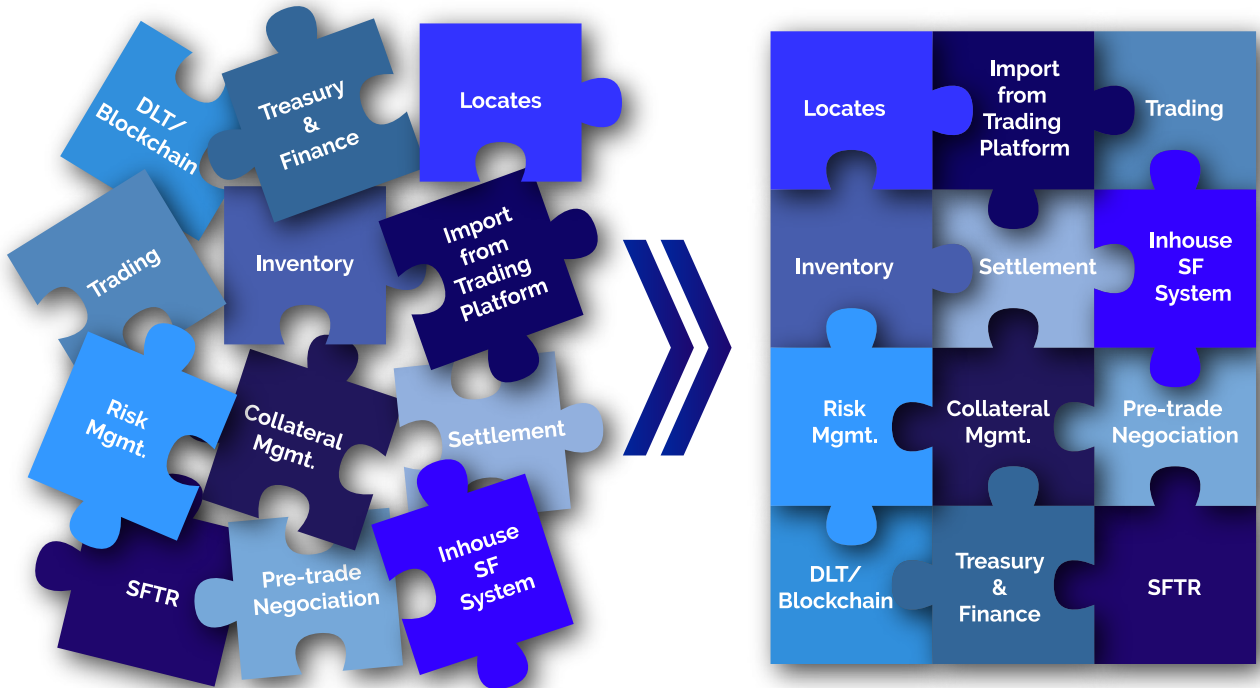 DLT/
Blockchain
Treasury
&
Finance
Locates
Trading
Inventory
Import
from
Trading
Platform
Risk
Mgmt.
Collateral
Mgmt.
Settlement
SFTR
Pre-trade
Negociation
Inhouse
SF
System
Locates
Import
from
Trading
Platform
Trading
Inventory
Settlement
Inhouse
SF
System
Risk
Mgmt.
Collateral
Mgmt.
Pre-trade
Negociation
DLT/
Blockchain
Treasury
&
Finance
SFTR